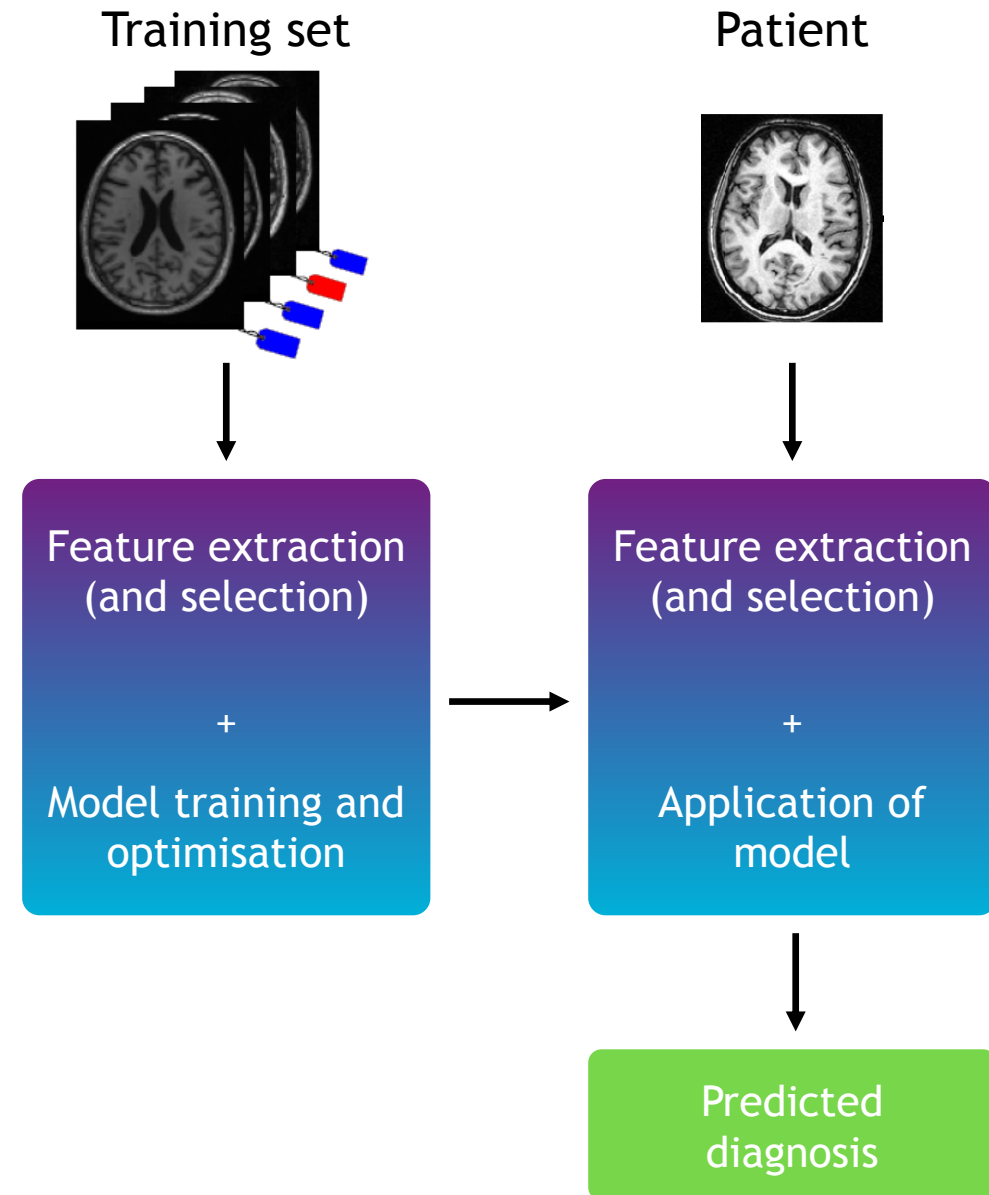 Training set
Patient
Feature extraction
(and selection)
+
Model training and
optimisation
Feature extraction
(and selection)
+
Application of
model
Predicted
diagnosis